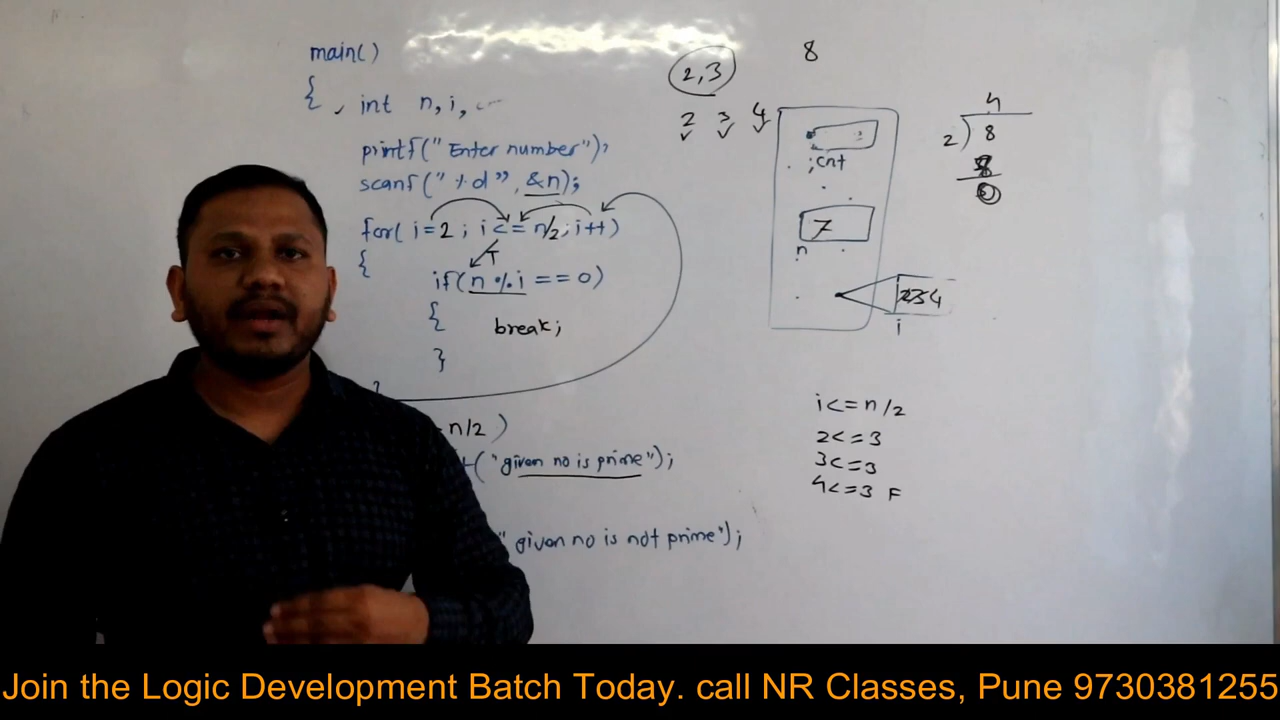 main()
{
int n, i,
printf("Enter number");
scanf("%d", &n);
for( i=2 ; i <= n/2 ; i++)
{
T
if( n % i == 0)
{
break;
}
}
n/2 )
("given no is prime");
" given no is not prime");
8
2,3
2 3 4
;cnt
7
n
234
i
4
2) 8
8
0
i<=n/2
2<=3
3<=3
4<=3 F
Join the Logic Development Batch Today. call NR Classes, Pune 9730381255